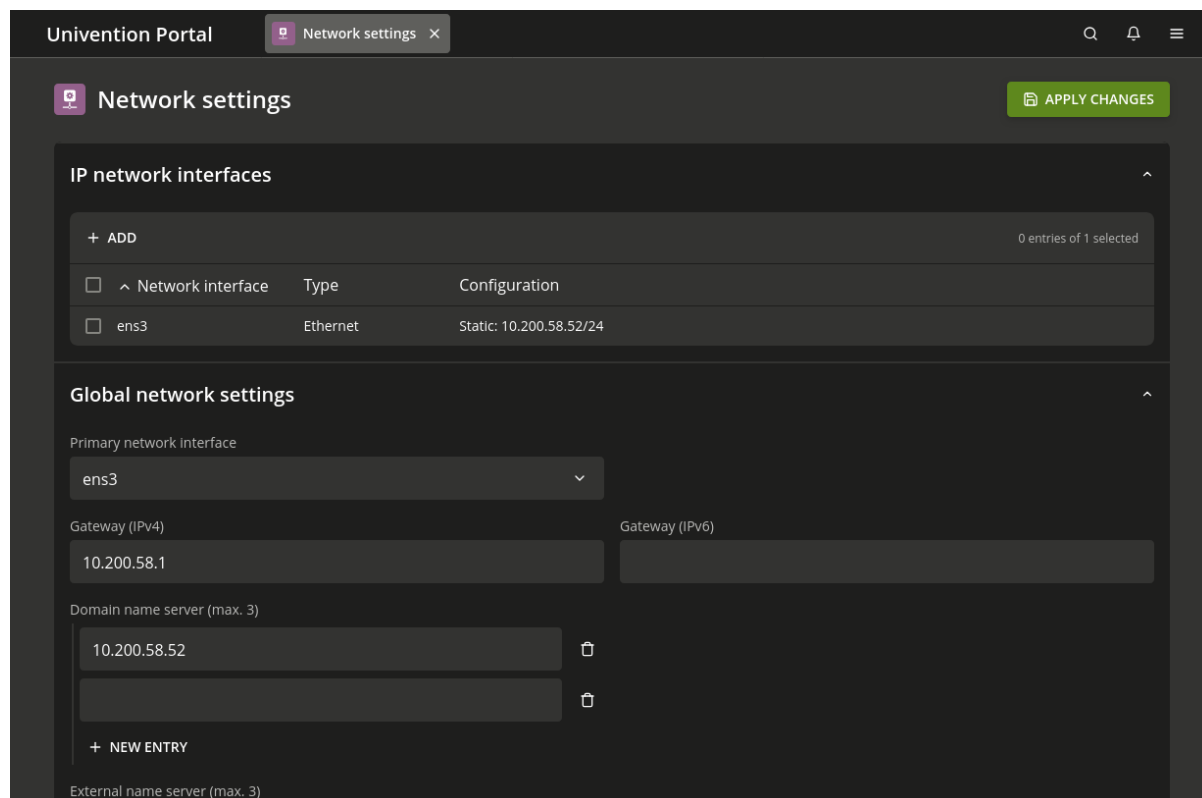 Univention Portal
Network settings
Network settings
APPLY CHANGES
IP network interfaces
ADD
0 entries of 1 selected
Network interface Type Configuration
ens3 Ethernet Static: 10.200.58.52/24
Global network settings
Primary network interface
ens3
Gateway (IPv4) Gateway (IPv6)
10.200.58.1
Domain name server (max. 3)
10.200.58.52
+ NEW ENTRY
External name server (max. 3)